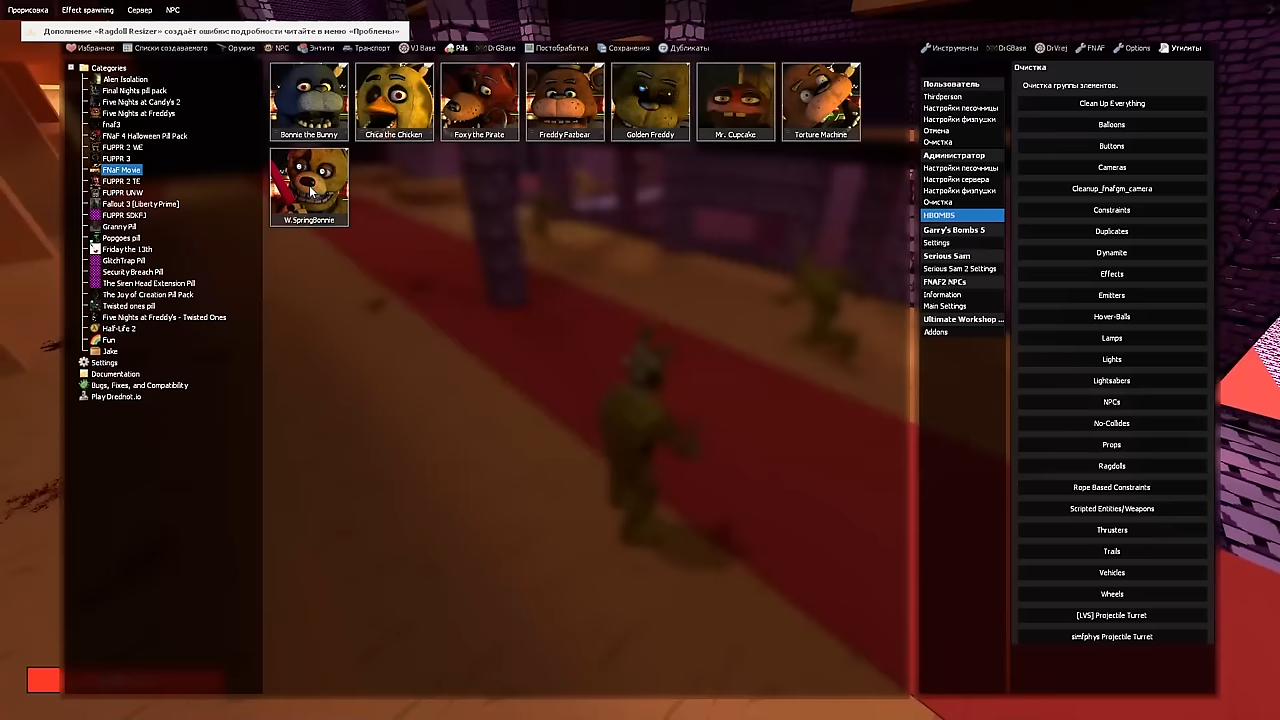 Прорисовка
Effect spawning
Сервер
NPC
Дополнение «Ragdoll Resizer» создаёт ошибки: подробности читайте в меню «Проблемы»
Избранное
Списки создаваемого
Оружие
NPC
Энтити
Транспорт
VJ Base
Pills
DrGBase
Постобработка
Сохранения
Дубликаты
Инструменты
DrGBase
DrVrej
FNAF
Options
Утилиты
Categories
Alien Isolation
Final Nights pill pack
Five Nights at Candy's 2
Five Nights at Freddys
fnaf3
FNAF 4 Halloween Pill Pack
FUPPR 2 WE
FUPPR 3
FNaF Movie
FUPPR 2 TE
FUPPR UNW
Fallout 3 [Liberty Prime]
FUPPR SDKFJ
Granny Pill
Popgoes pill
Friday the 13th
GlitchTrap Pill
Security Breach Pill
The Siren Head Extension Pill
The Joy of Creation Pill Pack
Twisted ones pill
Five Nights at Freddy's - Twisted Ones
Half-Life 2
Fun
Jake
Settings
Documentation
Bugs, Fixes, and Compatibility
Play Drednot.io
Bonnie the Bunny
Chica the Chicken
Foxy the Pirate
Freddy Fazbear
Golden Freddy
Mr. Cupcake
Torture Machine
W.SpringBonnie
Пользователь
Thirdperson
Настройки песочницы
Настройки физпушки
Отмена
Очистка
Администратор
Настройки песочницы
Настройки сервера
Настройки физпушки
Очистка
HBOMBS
Garry's Bombs 5
Settings
Serious Sam
Serious Sam 2 Settings
FNAF2 NPCs
Information
Main Settings
Ultimate Workshop ...
Addons
Очистка
Очистка группы элементов.
Clean Up Everything
Balloons
Buttons
Cameras
Cleanup_fnafgm_camera
Constraints
Duplicates
Dynamite
Effects
Emitters
Hover-Balls
Lamps
Lights
Lightsabers
NPCs
No-Collides
Props
Ragdolls
Rope Based Constraints
Scripted Entities/Weapons
Thrusters
Trails
Vehicles
Wheels
[LVS] Projectile Turret
simfphys Projectile Turret